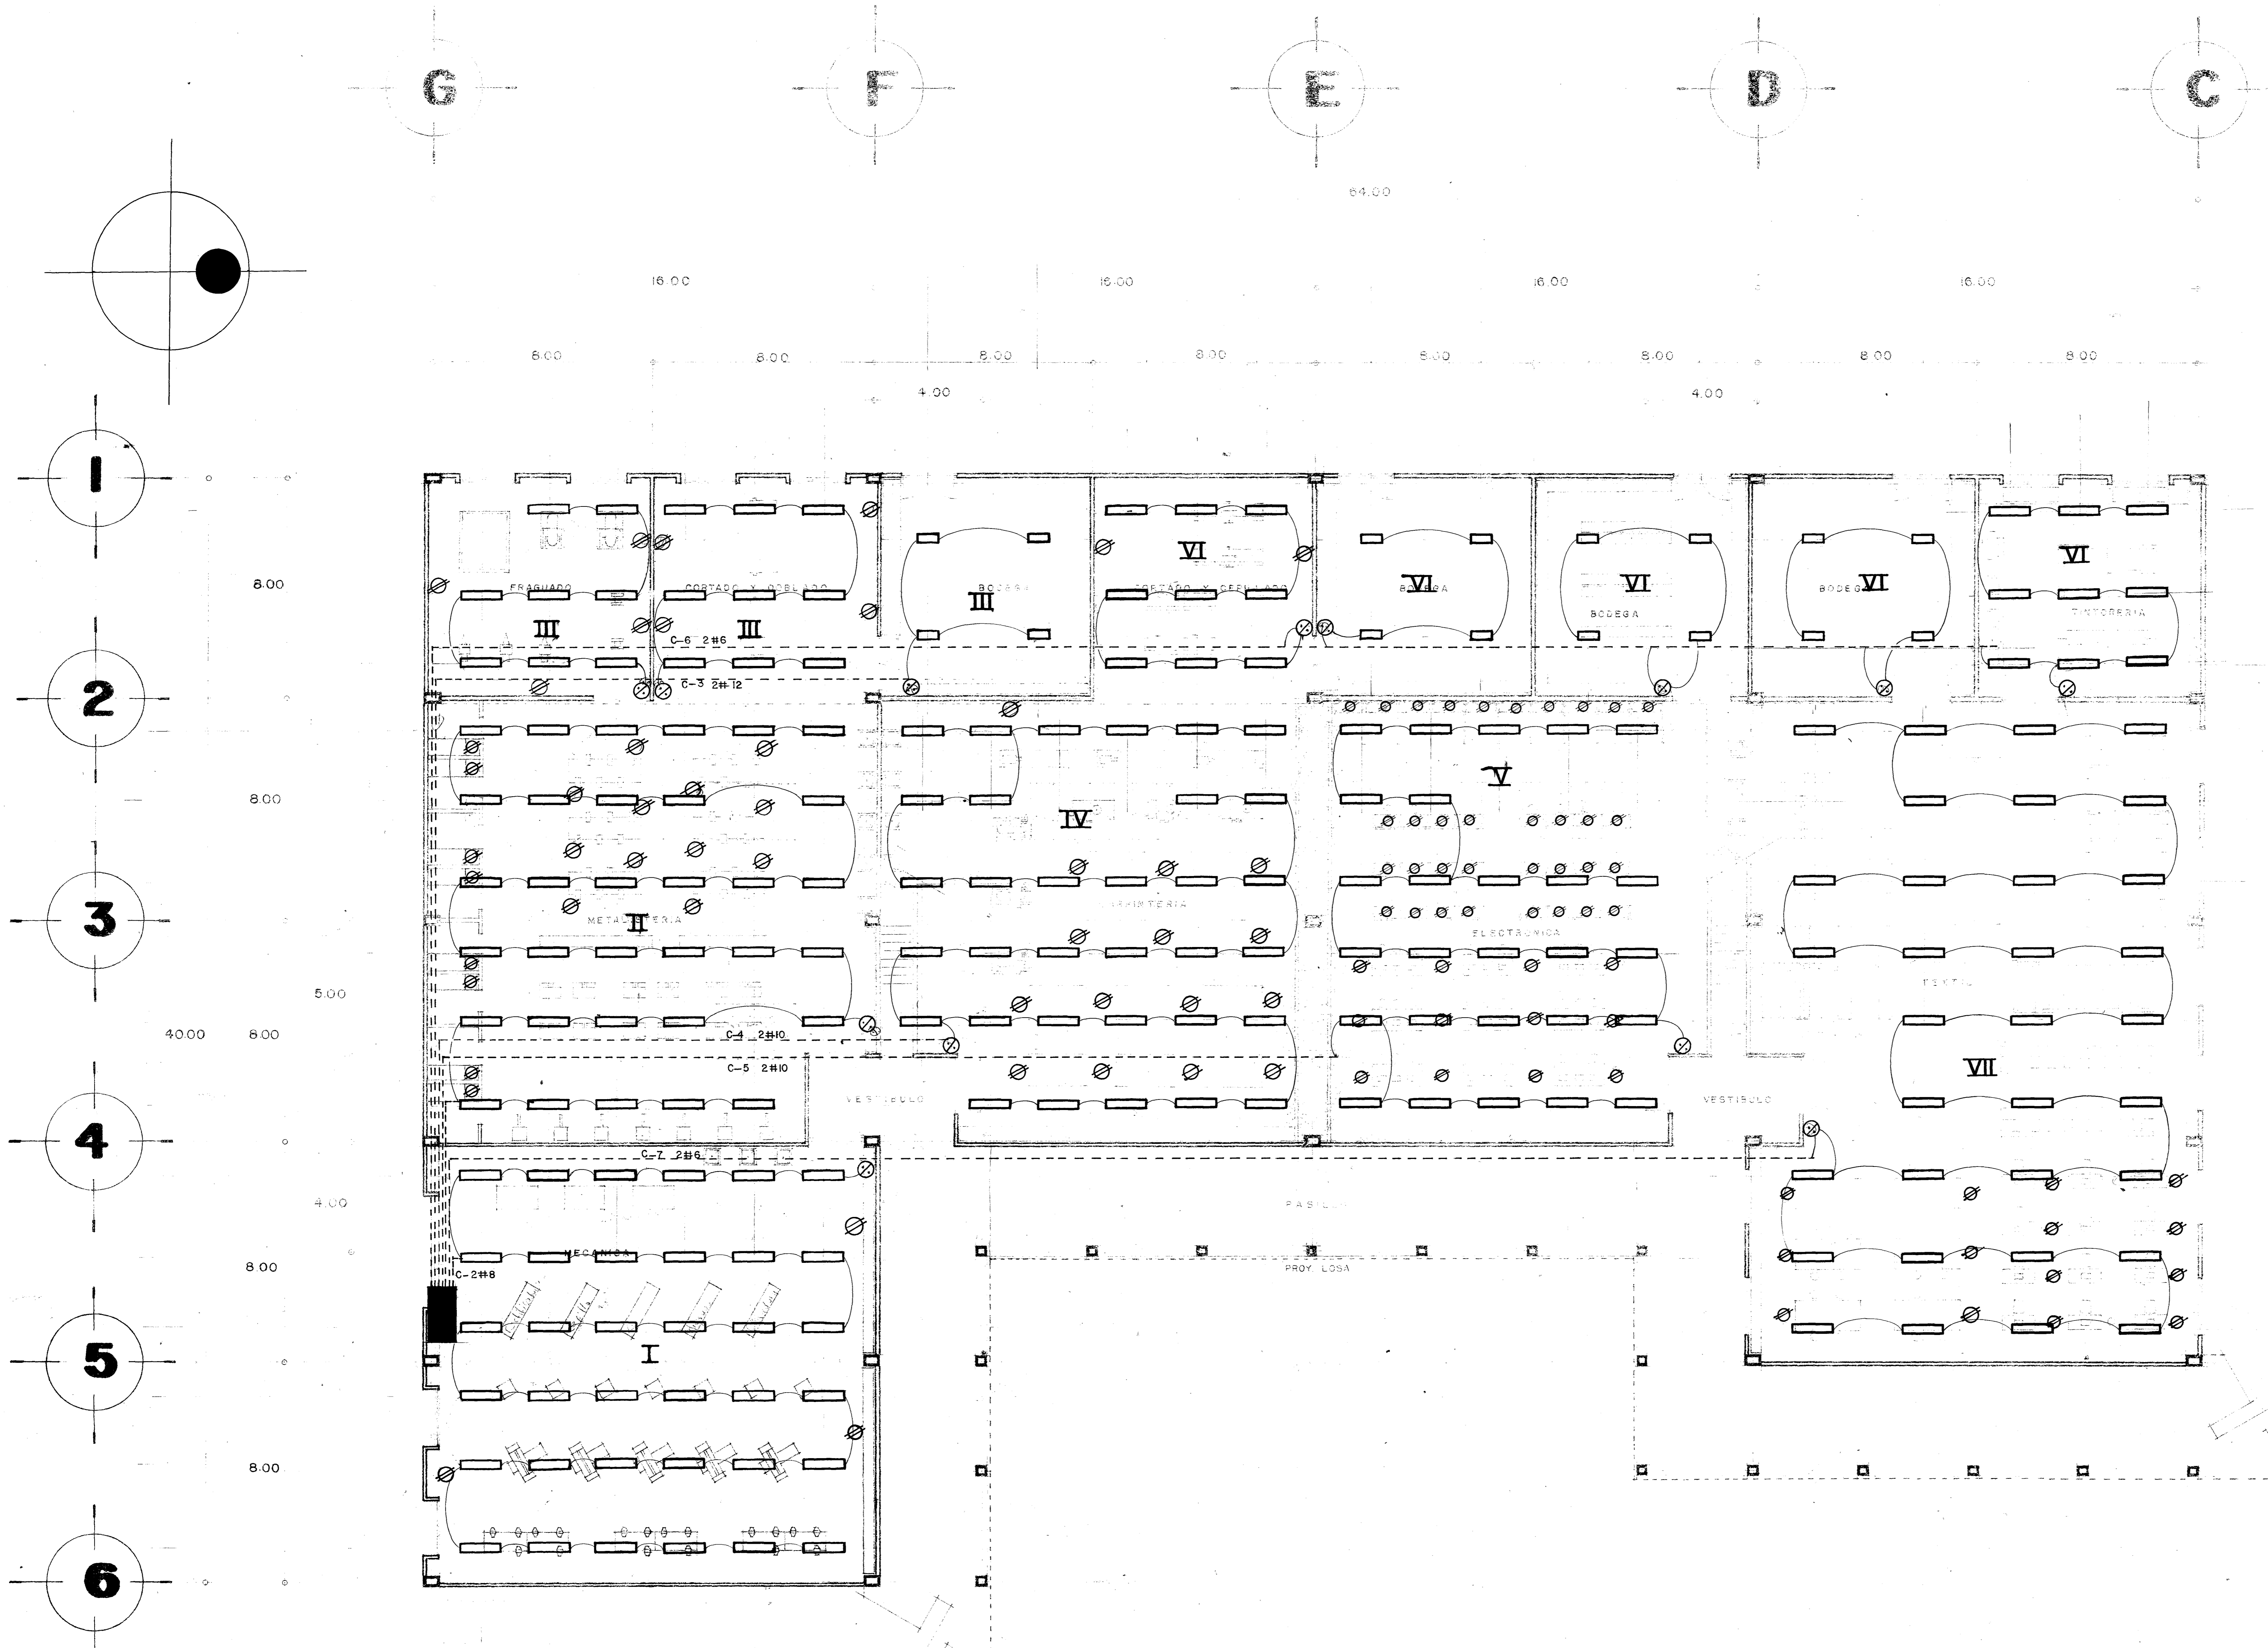 G F E D C
64.00
16.00 16.00 16.00 16.00
8.00 8.00 8.00 8.00 8.00 8.00 8.00 8.00
4.00 4.00
1
8.00
FRAGUADO
CORTADO Y DOBLADO
BODEGA
VI
VI
VI
VI
VI
BODEGA
BODEGA
TINTORERIA
III
III
III
C-6 2#6
C-3 2#12
2
8.00
V
IV
3
METALISTERIA
II
ELECTRONICA
TEXTIL
5.00
40.00 8.00
C-4 2#10
C-5 2#10
VII
VESTIBULO
VESTIBULO
4
C-7 2#6
4.00
MECANICA
8.00
C-2#8
PROY. LOSA
5
I
8.00
6